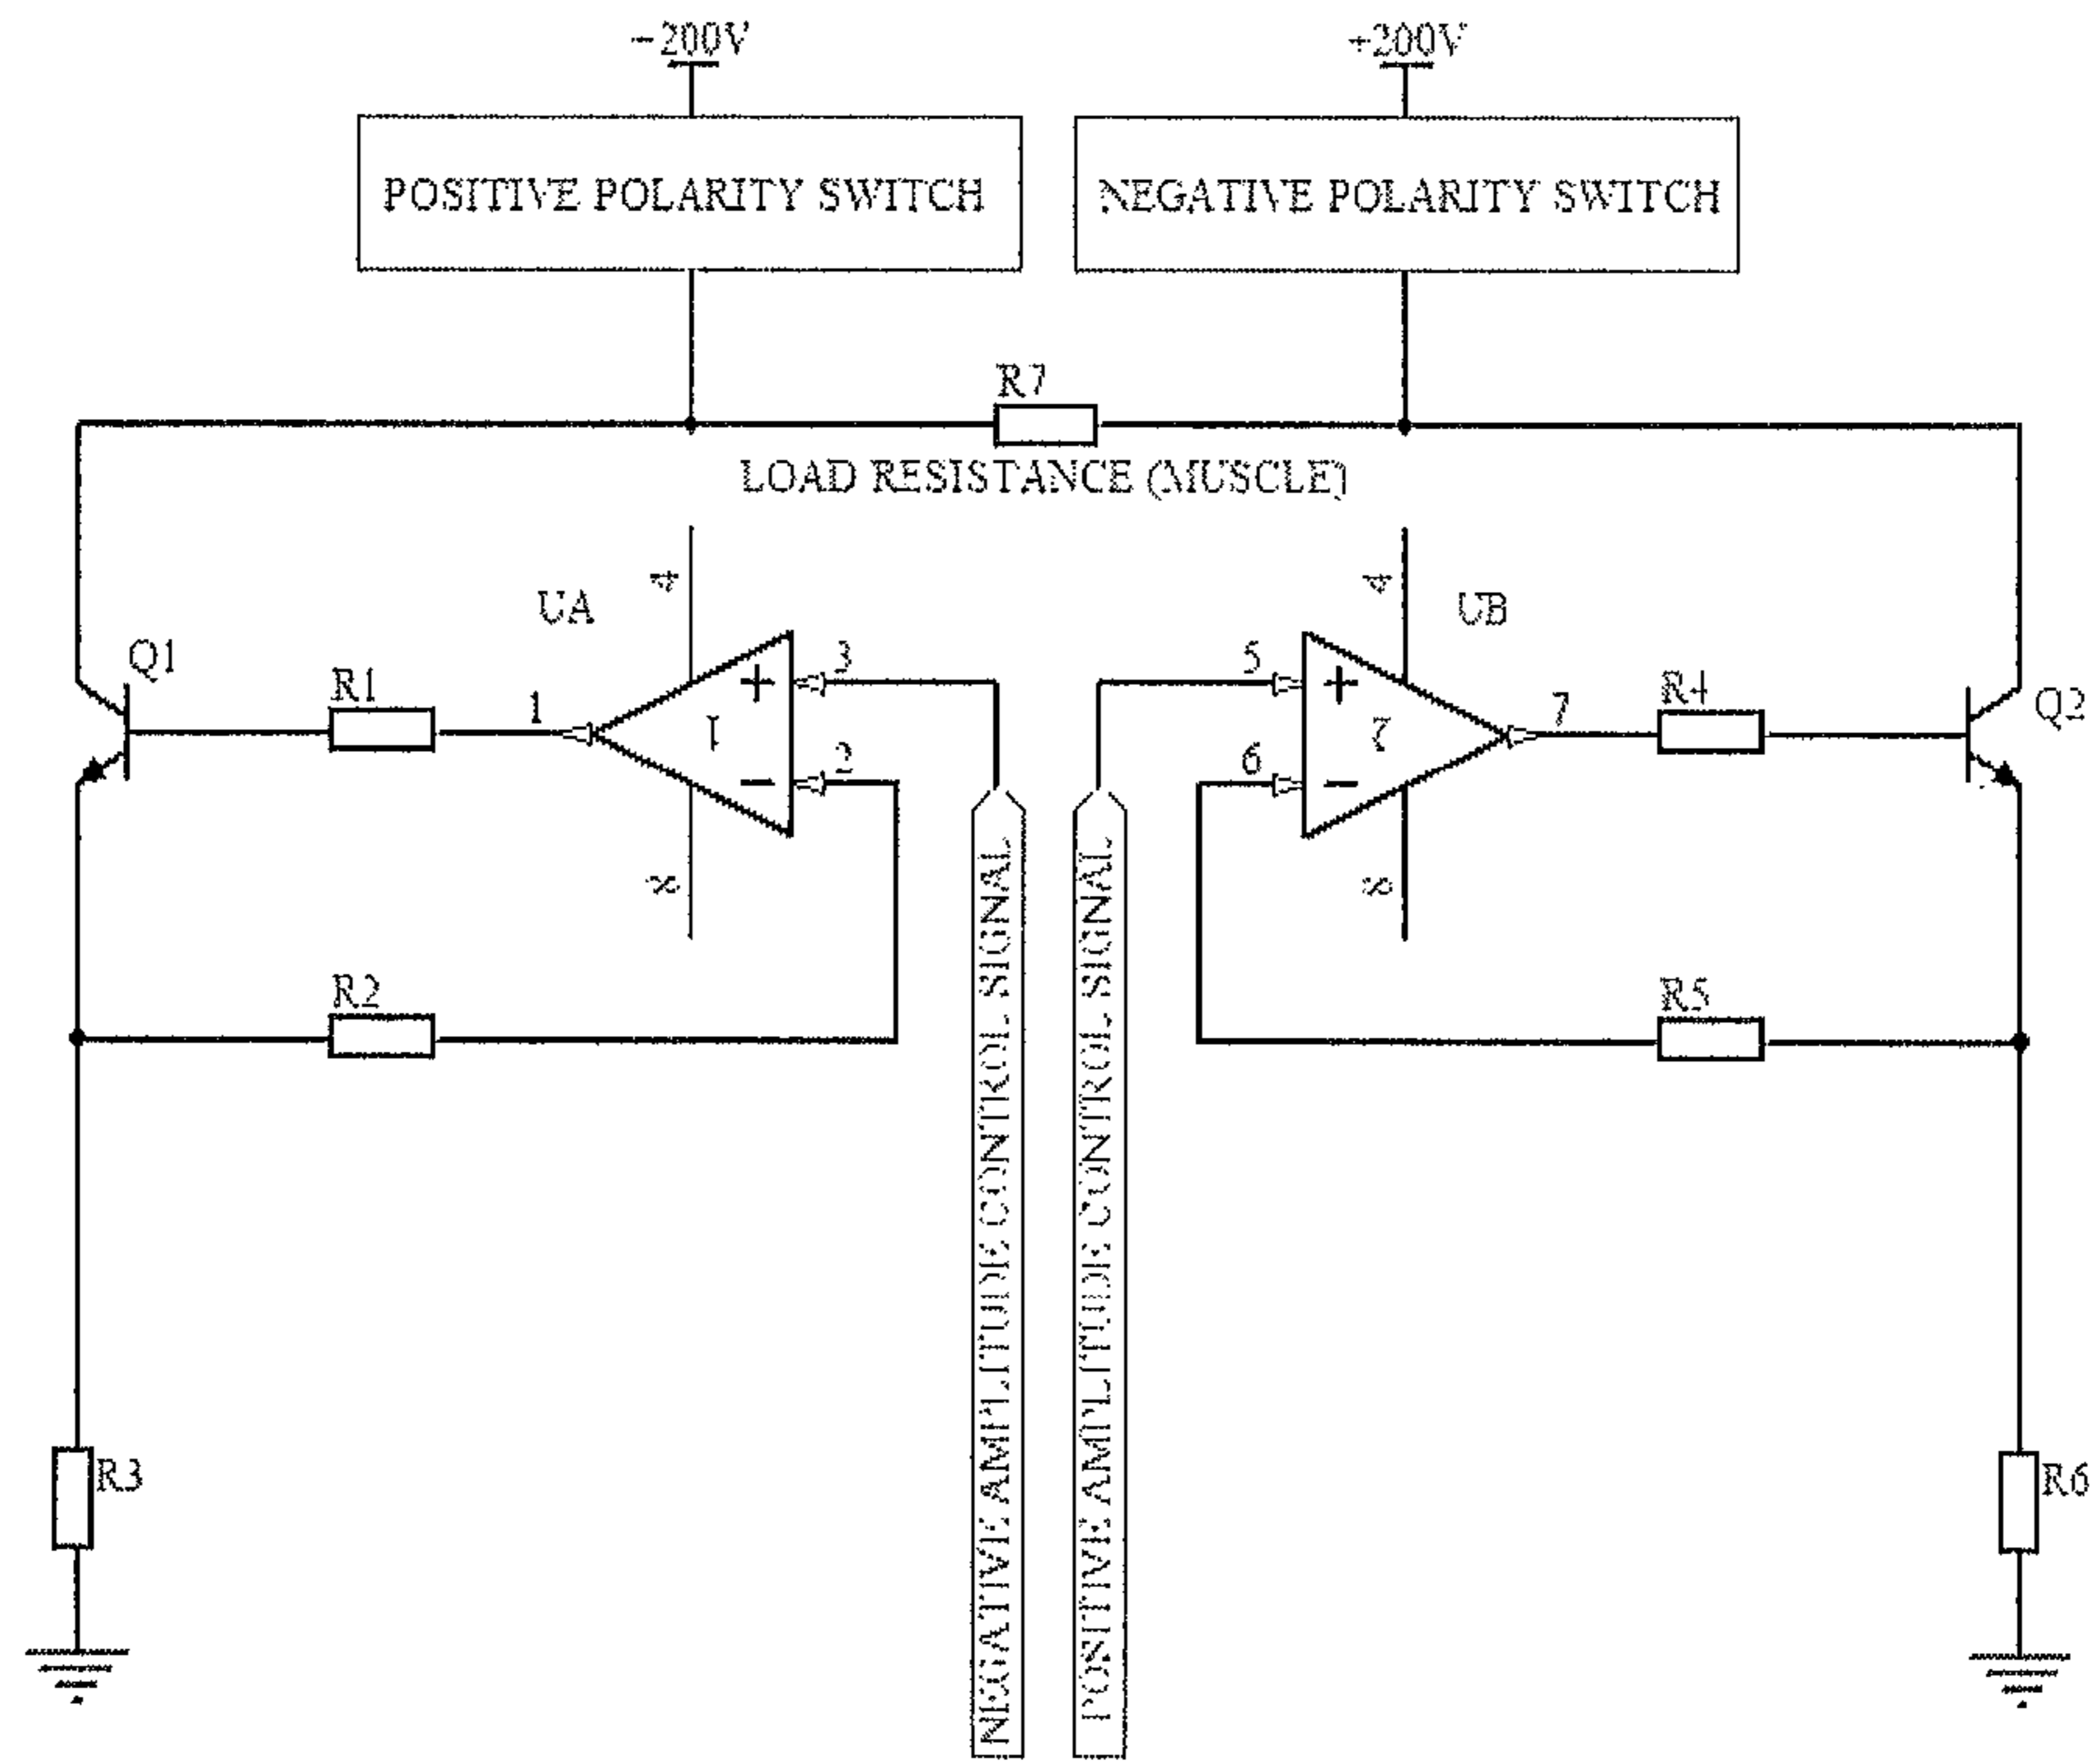 −200V
+200V
POSITIVE POLARITY SWITCH
NEGATIVE POLARITY SWITCH
R7
LOAD RESISTANCE (MUSCLE)
4
4
UA
UB
Q1
R1
1
+
1
−
3
2
5
6
+
2
−
7
R4
Q2
8
8
R2
R5
NEGATIVE AMPLITUDE CONTROL SIGNAL
POSITIVE AMPLITUDE CONTROL SIGNAL
R3
R6